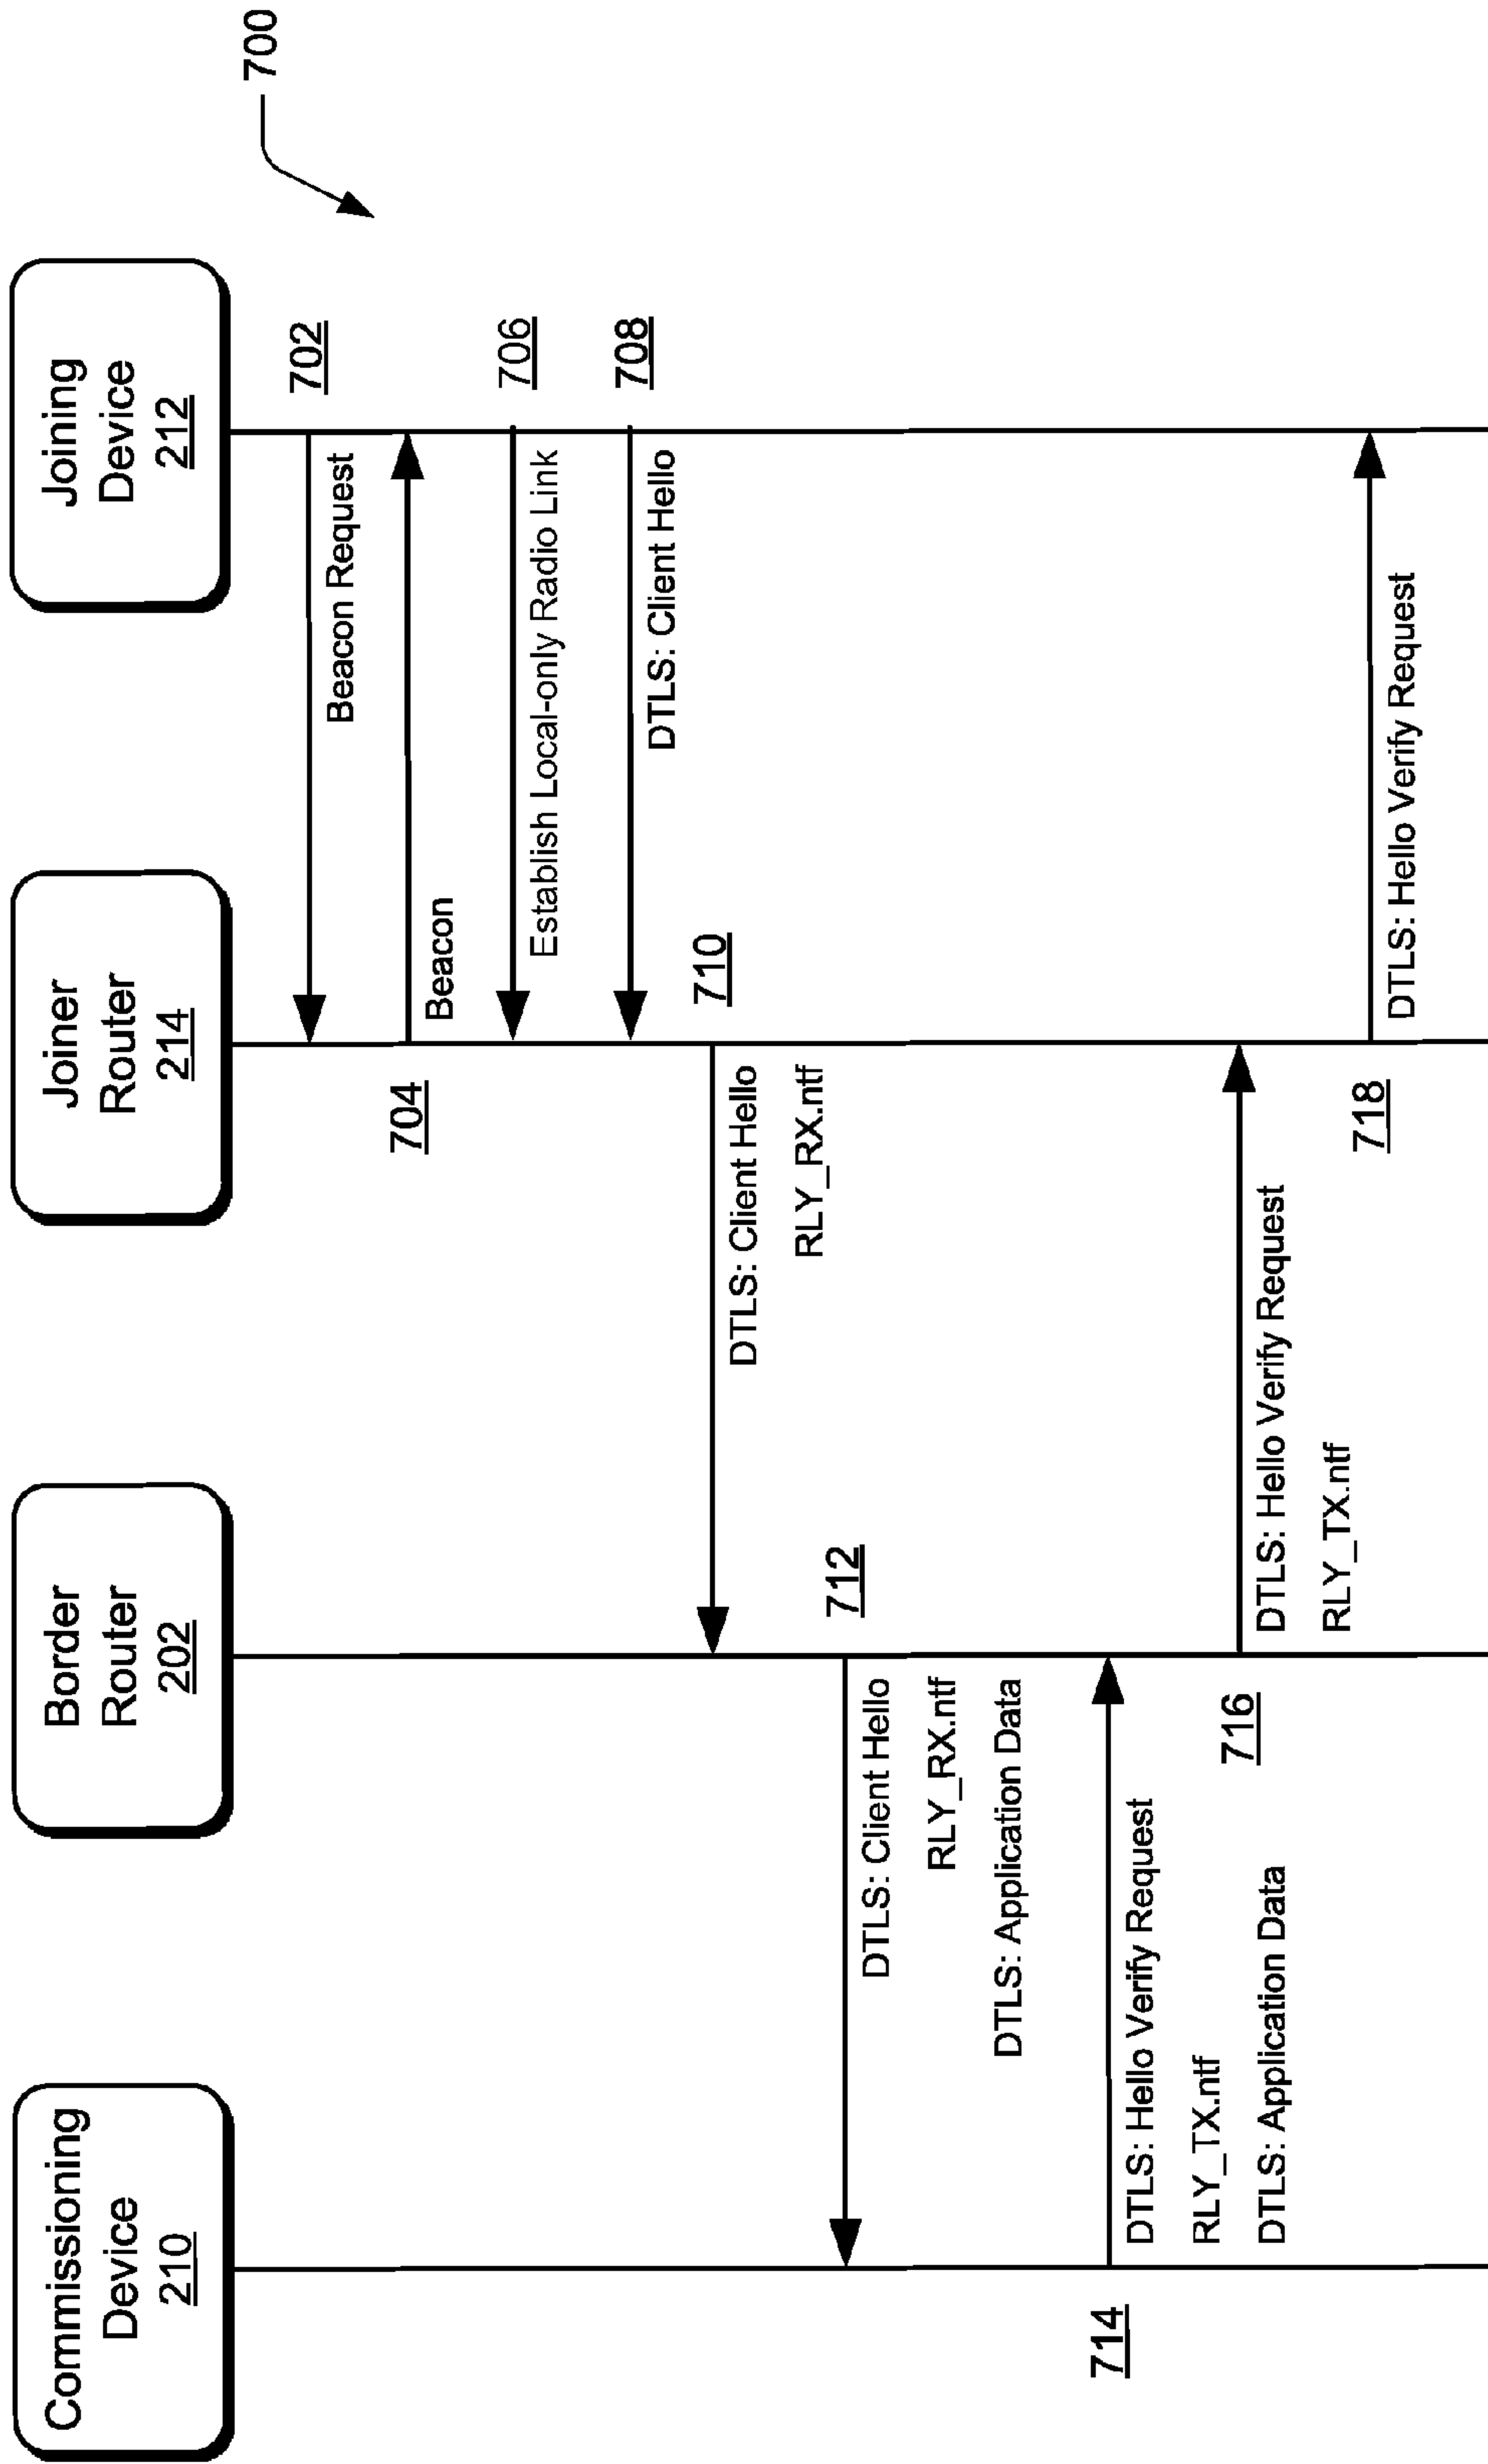 Commissioning
Device
210
Border
Router
202
Joiner
Router
214
Joining
Device
212
700
702
Beacon Request
704
Beacon
706
Establish Local-only Radio Link
708
DTLS: Client Hello
710
DTLS: Client Hello
RLY_RX.ntf
712
DTLS: Client Hello
RLY_RX.ntf
DTLS: Application Data
714
DTLS: Hello Verify Request
RLY_TX.ntf
DTLS: Application Data
716
DTLS: Hello Verify Request
RLY_TX.ntf
718
DTLS: Hello Verify Request